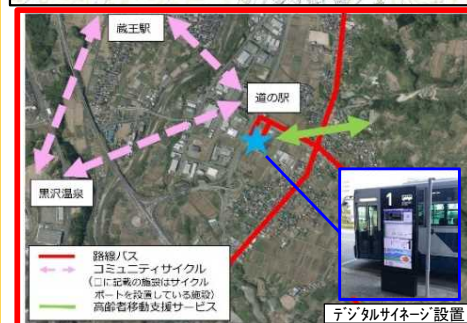 蔵王駅
道の駅
黒沢温泉
路線バス
コミュニティサイクル
(□に記載の施設はサイクル
ポートを設置している施設)
高齢者移動支援サービス
1
デジタルサイネージ設置